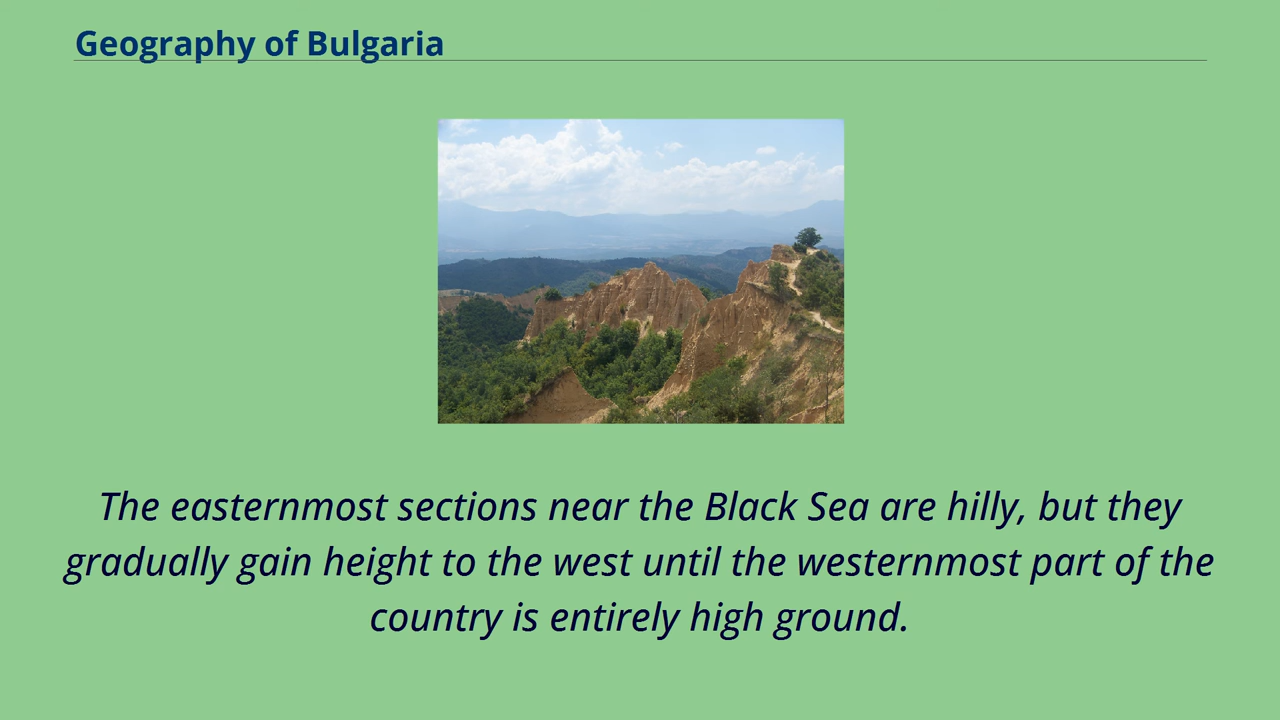 Geography of Bulgaria
The easternmost sections near the Black Sea are hilly, but they
gradually gain height to the west until the westernmost part of the
country is entirely high ground.